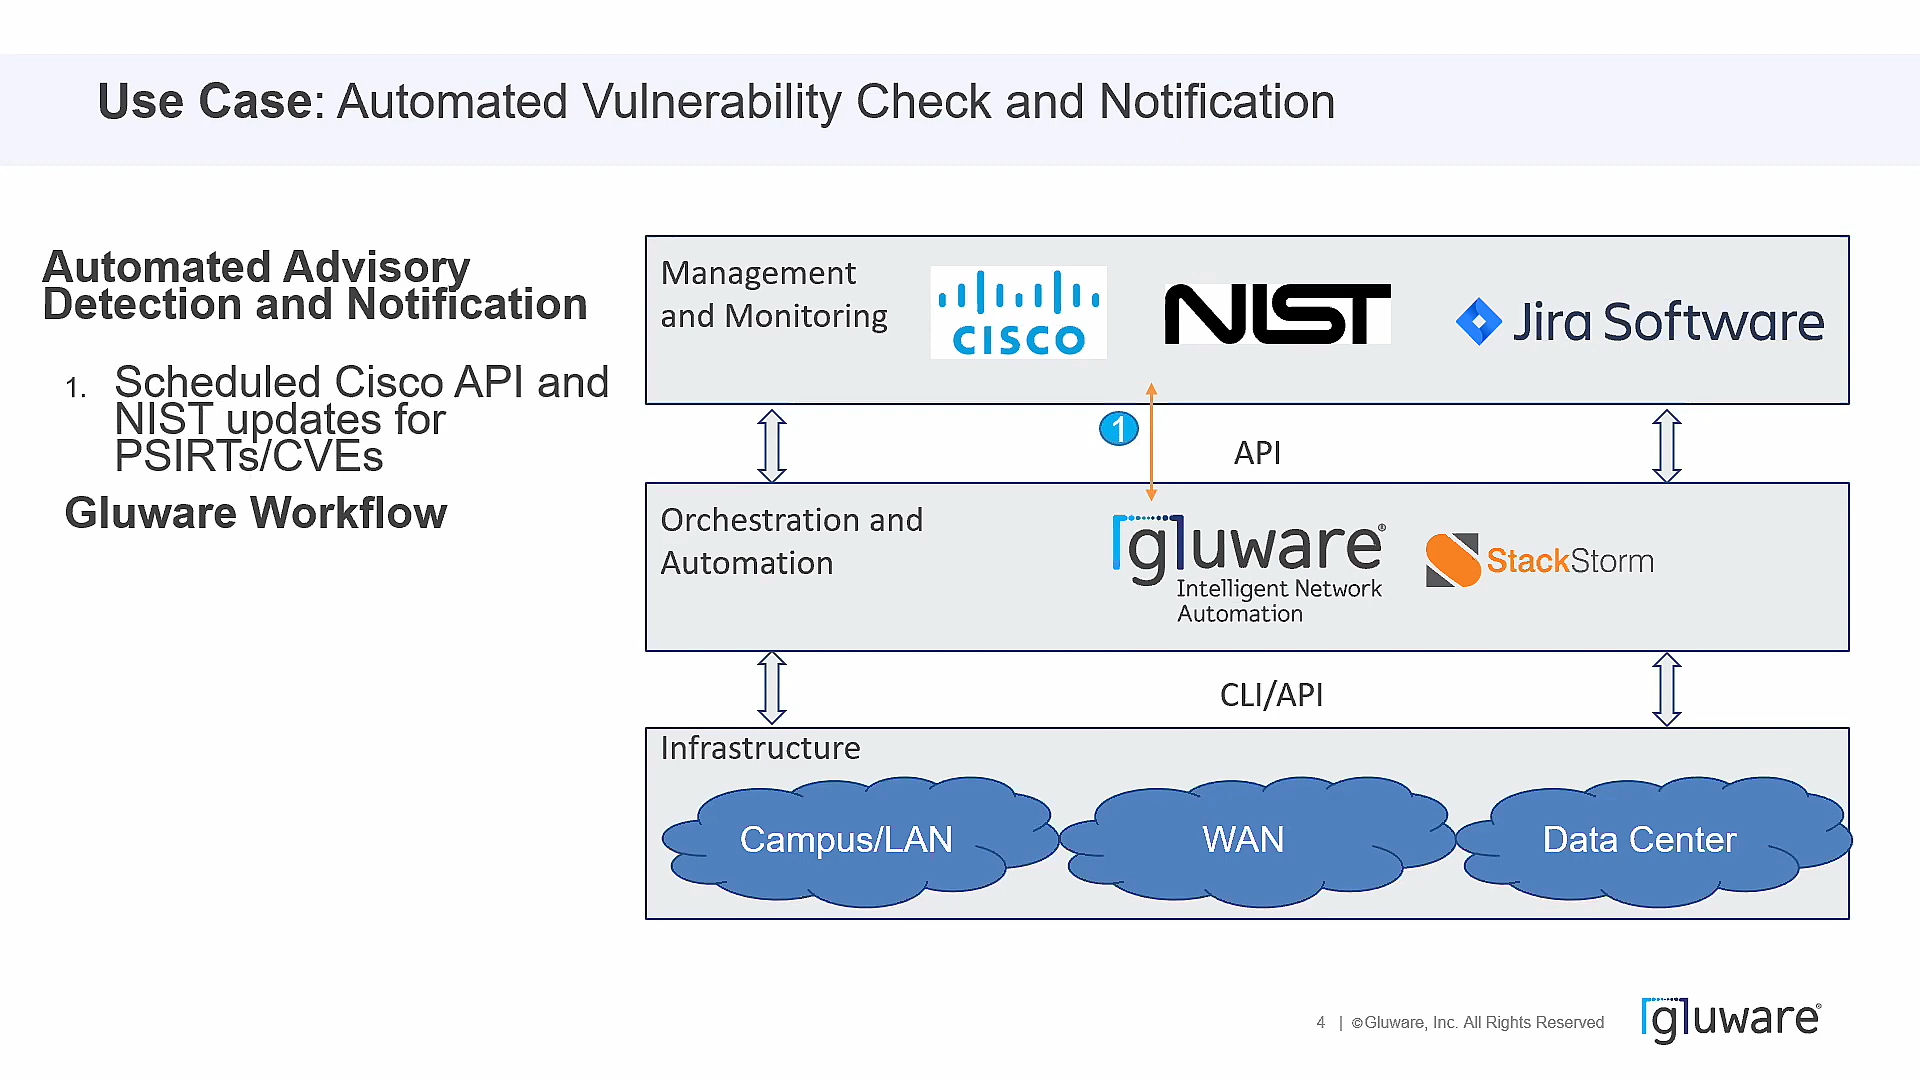 Use Case: Automated Vulnerability Check and Notification
Automated Advisory
Detection and Notification
1. Scheduled Cisco API and
NIST updates for
PSIRTs/CVEs
Gluware Workflow
Management
and Monitoring
CISCO
NIST
Jira Software
1
API
Orchestration and
Automation
gluware®
Intelligent Network
Automation
StackStorm
CLI/API
Infrastructure
Campus/LAN
WAN
Data Center
4 | ©Gluware, Inc. All Rights Reserved
gluware®